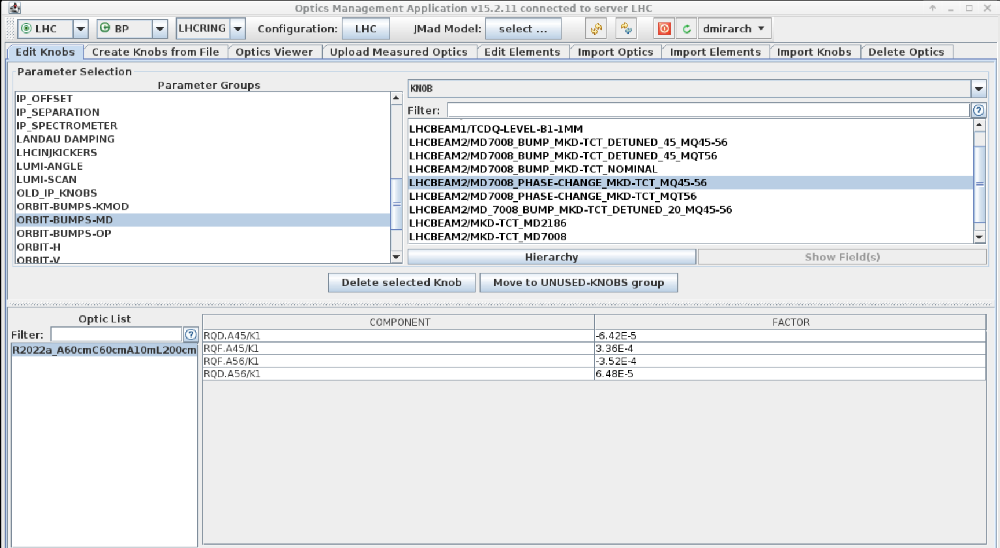 Optics Management Application v15.2.11 connected to server LHC
LHC BP LHCRING Configuration: LHC JMad Model: select ... dmirarch
Edit Knobs Create Knobs from File Optics Viewer Upload Measured Optics Edit Elements Import Optics Import Elements Import Knobs Delete Optics
Parameter Selection
Parameter Groups
IP_OFFSET
IP_SEPARATION
IP_SPECTROMETER
LANDAU DAMPING
LHCINJKICKERS
LUMI-ANGLE
LUMI-SCAN
OLD_IP_KNOBS
ORBIT-BUMPS-KMOD
ORBIT-BUMPS-MD
ORBIT-BUMPS-OP
ORBIT-H
ORBIT-V
KNOB
Filter:
LHCBEAM1/TCDQ-LEVEL-B1-1MM
LHCBEAM2/MD7008_BUMP_MKD-TCT_DETUNED_45_MQ45-56
LHCBEAM2/MD7008_BUMP_MKD-TCT_DETUNED_45_MQT56
LHCBEAM2/MD7008_BUMP_MKD-TCT_NOMINAL
LHCBEAM2/MD7008_PHASE-CHANGE_MKD-TCT_MQ45-56
LHCBEAM2/MD7008_PHASE-CHANGE_MKD-TCT_MQT56
LHCBEAM2/MD_7008_BUMP_MKD-TCT_DETUNED_20_MQ45-56
LHCBEAM2/MKD-TCT_MD2186
LHCBEAM2/MKD-TCT_MD7008
Hierarchy Show Field(s)
Delete selected Knob Move to UNUSED-KNOBS group
Optic List
Filter:
R2022a_A60cmC60cmA10mL200cm
COMPONENT FACTOR
RQD.A45/K1 -6.42E-5
RQF.A45/K1 3.36E-4
RQF.A56/K1 -3.52E-4
RQD.A56/K1 6.48E-5